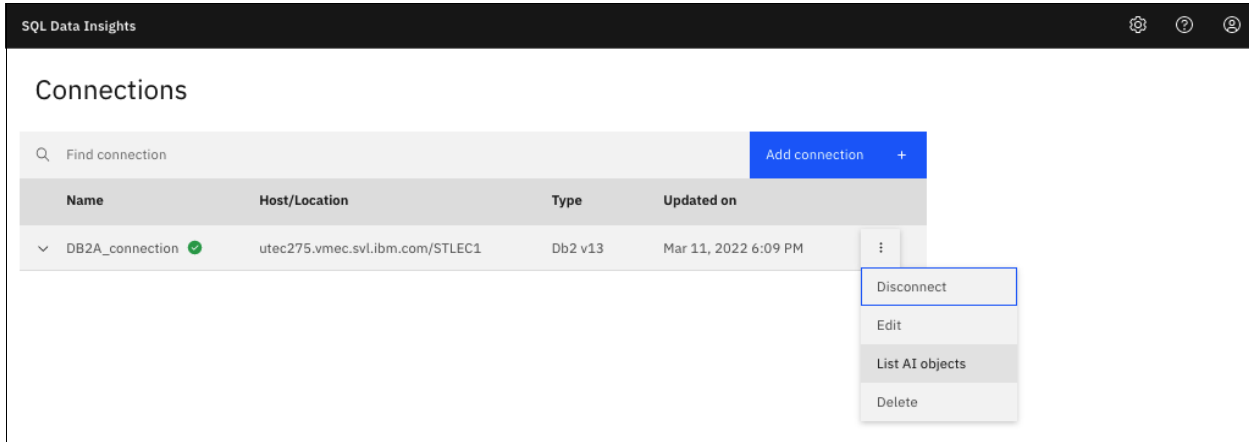 SQL Data Insights
Connections
Find connection
Add connection +
Name Host/Location Type Updated on
DB2A_connection utec275.vmec.svl.ibm.com/STLEC1 Db2 v13 Mar 11, 2022 6:09 PM
Disconnect
Edit
List AI objects
Delete